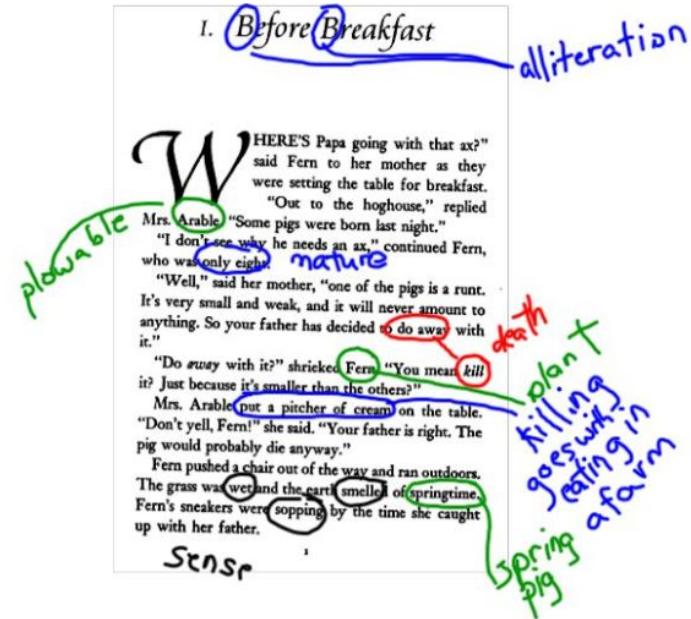 I. Before Breakfast
alliteration
WHERE'S Papa going with that ax?"
said Fern to her mother as they
were setting the table for breakfast.
"Out to the hoghouse," replied
Mrs. Arable. "Some pigs were born last night."
plowable
"I don't see why he needs an ax," continued Fern,
who was only eight.
nature
"Well," said her mother, "one of the pigs is a runt.
It's very small and weak, and it will never amount to
anything. So your father has decided to do away with
it."
death
"Do away with it?" shrieked Fern. "You mean kill
it? Just because it's smaller than the others?"
plant
Mrs. Arable put a pitcher of cream on the table.
"Don't yell, Fern!" she said. "Your father is right. The
pig would probably die anyway."
killing
goes with
eating in
a farm
Fern pushed a chair out of the way and ran outdoors.
The grass was wet and the earth smelled of springtime.
Fern's sneakers were sopping by the time she caught
up with her father.
spring
pig
sense
1